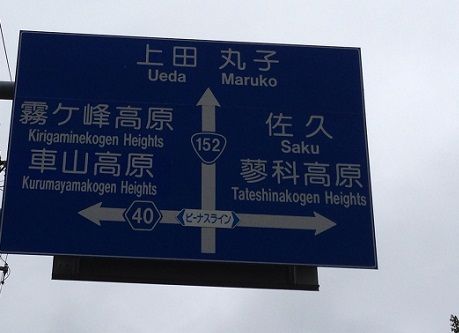 上田 丸子
Ueda Maruko
霧ケ峰高原
Kirigaminekogen Heights
車山高原
Kurumayamakogen Heights
152
佐久
Saku
蓼科高原
Tateshinakogen Heights
40
ビーナスライン